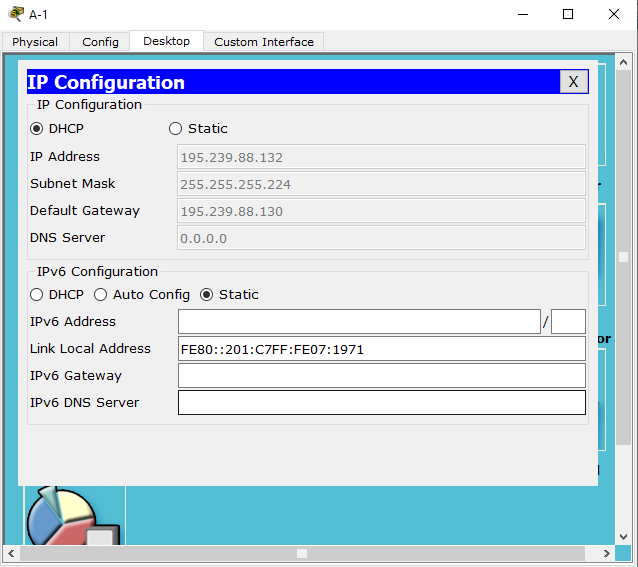 A-1
Physical Config Desktop Custom Interface
IP Configuration X
IP Configuration
DHCP Static
IP Address 195.239.88.132
Subnet Mask 255.255.255.224
Default Gateway 195.239.88.130
DNS Server 0.0.0.0
IPv6 Configuration
DHCP Auto Config Static
IPv6 Address /
Link Local Address FE80::201:C7FF:FE07:1971
IPv6 Gateway
IPv6 DNS Server